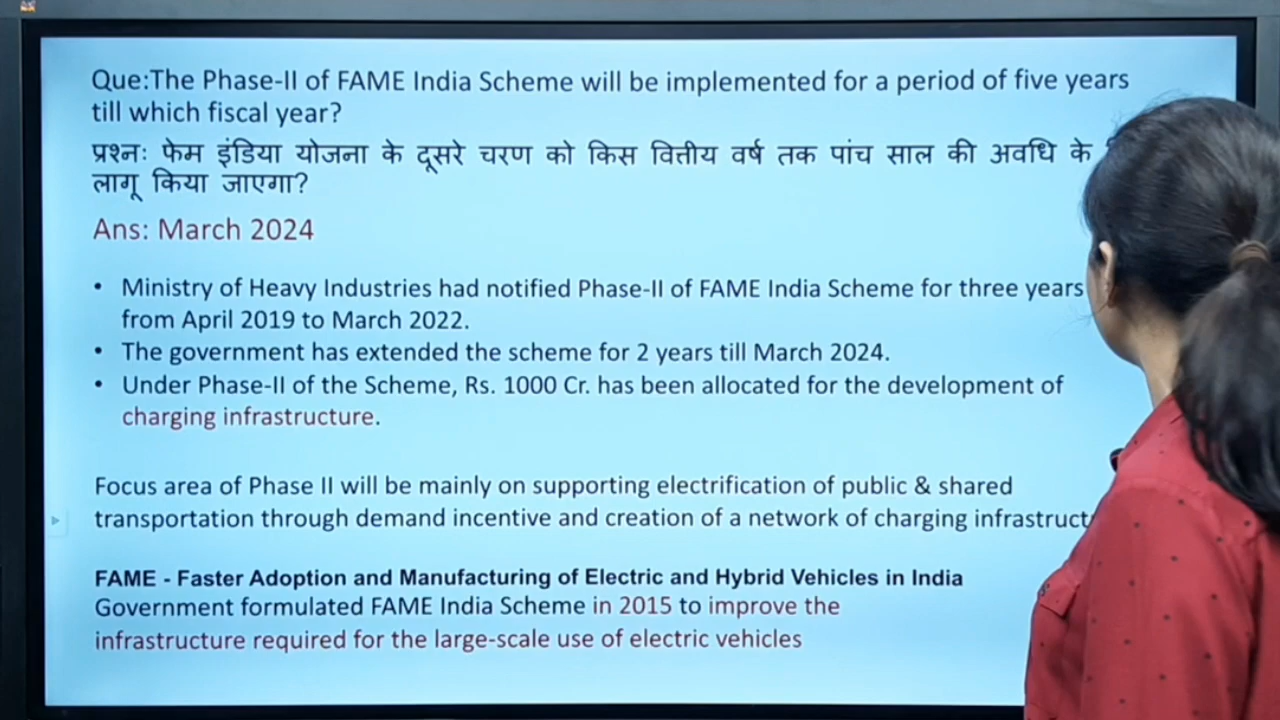 Que:The Phase-II of FAME India Scheme will be implemented for a period of five years
till which fiscal year?
प्रश्नः फेम इंडिया योजना के दूसरे चरण को किस वित्तीय वर्ष तक पांच साल की अवधि के
लागू किया जाएगा?
Ans: March 2024
• Ministry of Heavy Industries had notified Phase-II of FAME India Scheme for three years
from April 2019 to March 2022.
• The government has extended the scheme for 2 years till March 2024.
• Under Phase-II of the Scheme, Rs. 1000 Cr. has been allocated for the development of
charging infrastructure.
Focus area of Phase II will be mainly on supporting electrification of public & shared
transportation through demand incentive and creation of a network of charging infrastruct
FAME - Faster Adoption and Manufacturing of Electric and Hybrid Vehicles in India
Government formulated FAME India Scheme in 2015 to improve the
infrastructure required for the large-scale use of electric vehicles